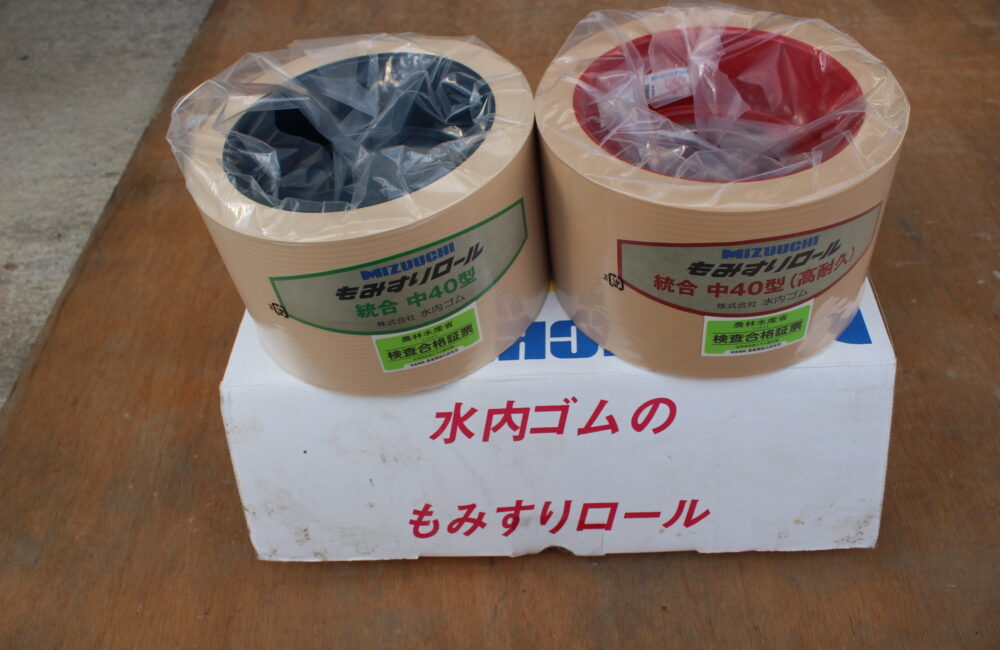 MIZUUCHI
もみすりロール
統合 中40型
株式会社 水内ゴム
農林水産省
検査合格証票
MIZUUCHI
もみすりロール
統合 中40型(高耐久)
株式会社 水内ゴム
農林水産省
検査合格証票
水内ゴムの
もみすりロール